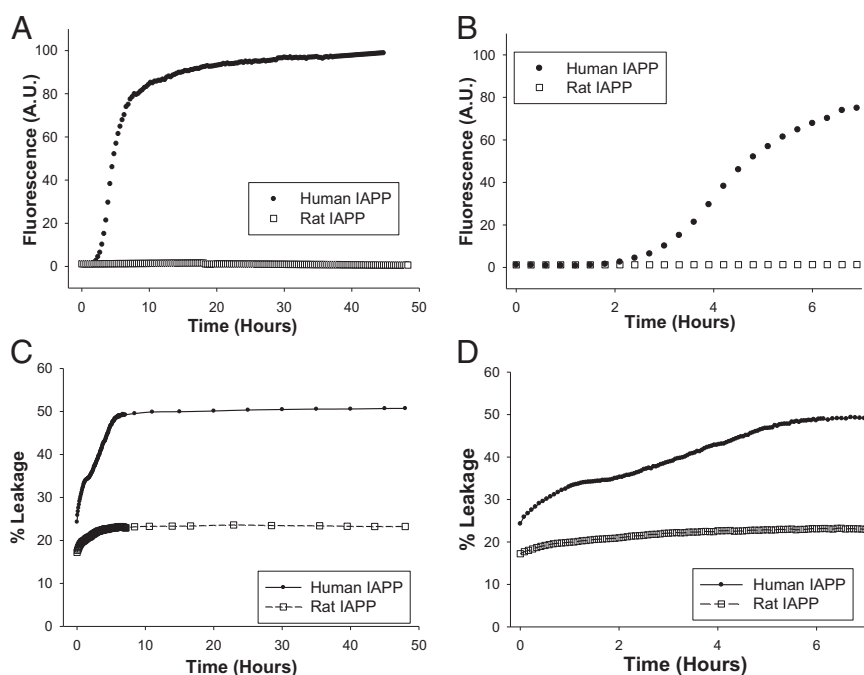 A
Fluorescence (A.U.)
100
80
60
40
20
0
Human IAPP
Rat IAPP
0 10 20 30 40 50
Time (Hours)
B
Fluorescence (A.U.)
100
80
60
40
20
0
Human IAPP
Rat IAPP
0 2 4 6
Time (Hours)
C
% Leakage
60
50
40
30
20
10
0
Human IAPP
Rat IAPP
0 10 20 30 40 50
Time (Hours)
D
% Leakage
60
50
40
30
20
10
0
Human IAPP
Rat IAPP
0 2 4 6
Time (Hours)